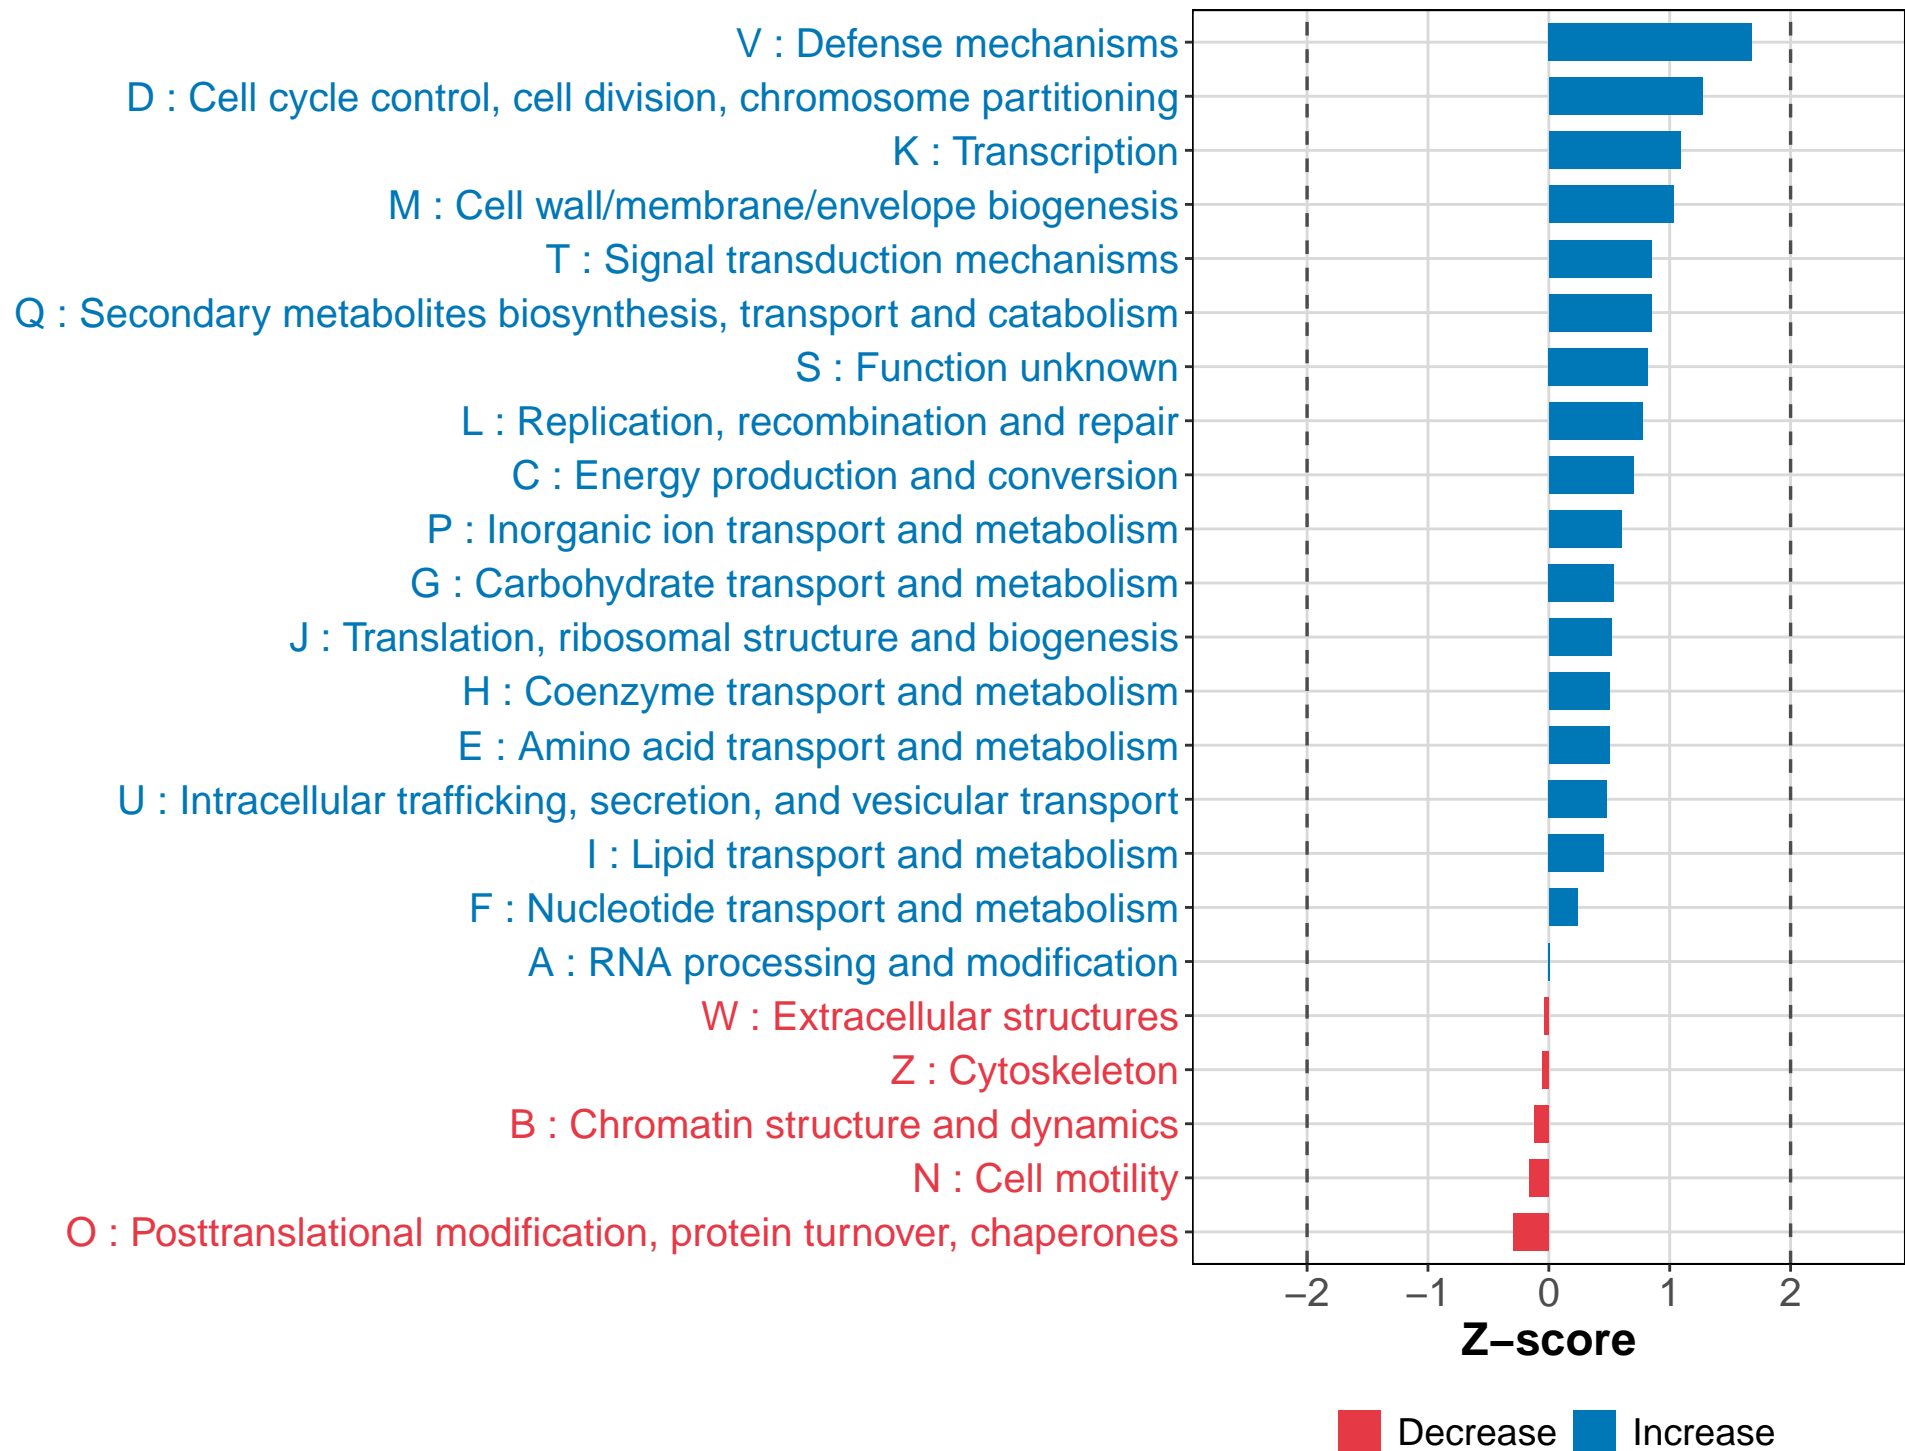 V : Defense mechanisms
D : Cell cycle control, cell division, chromosome partitioning
K : Transcription
M : Cell wall/membrane/envelope biogenesis
T : Signal transduction mechanisms
Q : Secondary metabolites biosynthesis, transport and catabolism
S : Function unknown
L : Replication, recombination and repair
C : Energy production and conversion
P : Inorganic ion transport and metabolism
G : Carbohydrate transport and metabolism
J : Translation, ribosomal structure and biogenesis
H : Coenzyme transport and metabolism
E : Amino acid transport and metabolism
U : Intracellular trafficking, secretion, and vesicular transport
I : Lipid transport and metabolism
F : Nucleotide transport and metabolism
A : RNA processing and modification
W : Extracellular structures
Z : Cytoskeleton
B : Chromatin structure and dynamics
N : Cell motility
O : Posttranslational modification, protein turnover, chaperones
−2 −1 0 1 2
Z−score
Decrease Increase